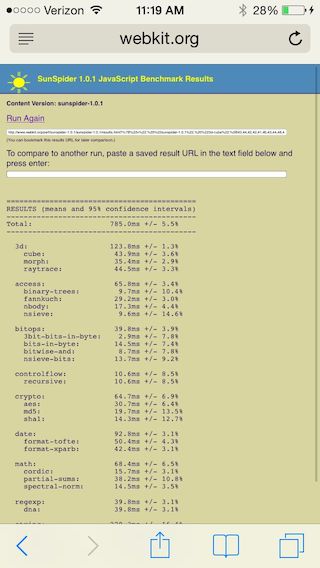 ●○○○○ Verizon 11:19 AM 28%
webkit.org
SunSpider 1.0.1 JavaScript Benchmark Results
Content Version: sunspider-1.0.1
Run Again
(You can bookmark this results URL for later comparison.)
To compare to another run, paste a saved result URL in the text field below and
press enter:
============================================
RESULTS (means and 95% confidence intervals)
--------------------------------------------
Total: 785.0ms +/- 5.5%
--------------------------------------------
3d: 123.8ms +/- 1.3%
cube: 43.9ms +/- 3.6%
morph: 35.4ms +/- 2.9%
raytrace: 44.5ms +/- 3.3%
access: 65.8ms +/- 3.4%
binary-trees: 9.7ms +/- 10.4%
fannkuch: 29.2ms +/- 3.0%
nbody: 17.3ms +/- 4.4%
nsieve: 9.6ms +/- 14.6%
bitops: 39.8ms +/- 3.9%
3bit-bits-in-byte: 2.9ms +/- 7.8%
bits-in-byte: 14.5ms +/- 7.4%
bitwise-and: 8.7ms +/- 7.8%
nsieve-bits: 13.7ms +/- 9.2%
controlflow: 10.6ms +/- 8.5%
recursive: 10.6ms +/- 8.5%
crypto: 64.7ms +/- 6.9%
aes: 30.7ms +/- 6.4%
md5: 19.7ms +/- 13.5%
sha1: 14.3ms +/- 12.7%
date: 92.8ms +/- 3.1%
format-tofte: 50.4ms +/- 4.3%
format-xparb: 42.4ms +/- 3.1%
math: 68.4ms +/- 6.5%
cordic: 15.7ms +/- 3.1%
partial-sums: 38.2ms +/- 10.8%
spectral-norm: 14.5ms +/- 3.5%
regexp: 39.8ms +/- 3.1%
dna: 39.8ms +/- 3.1%